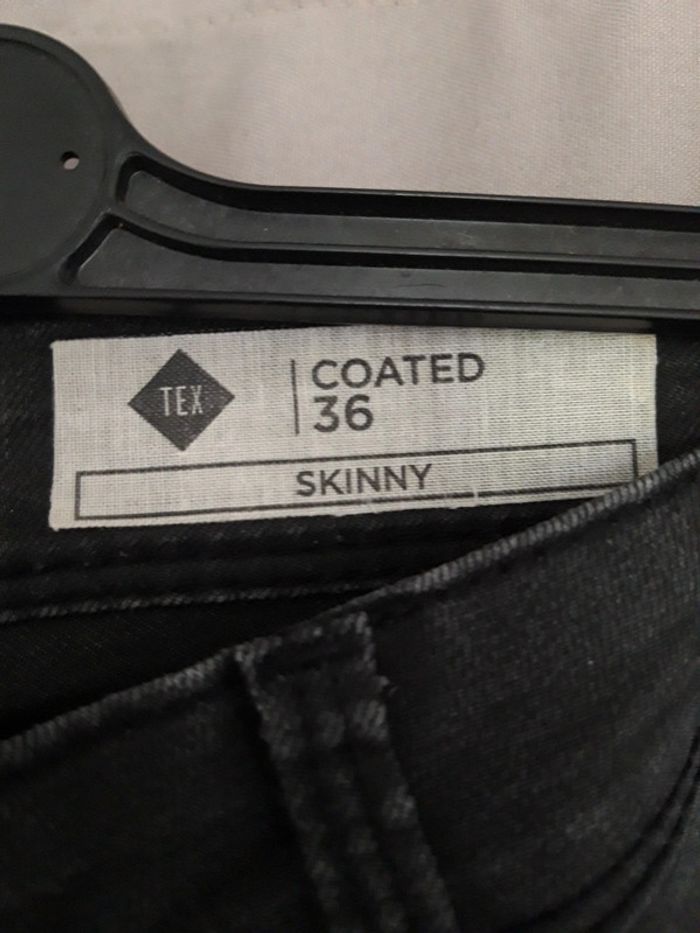 TEX
COATED
36
SKINNY